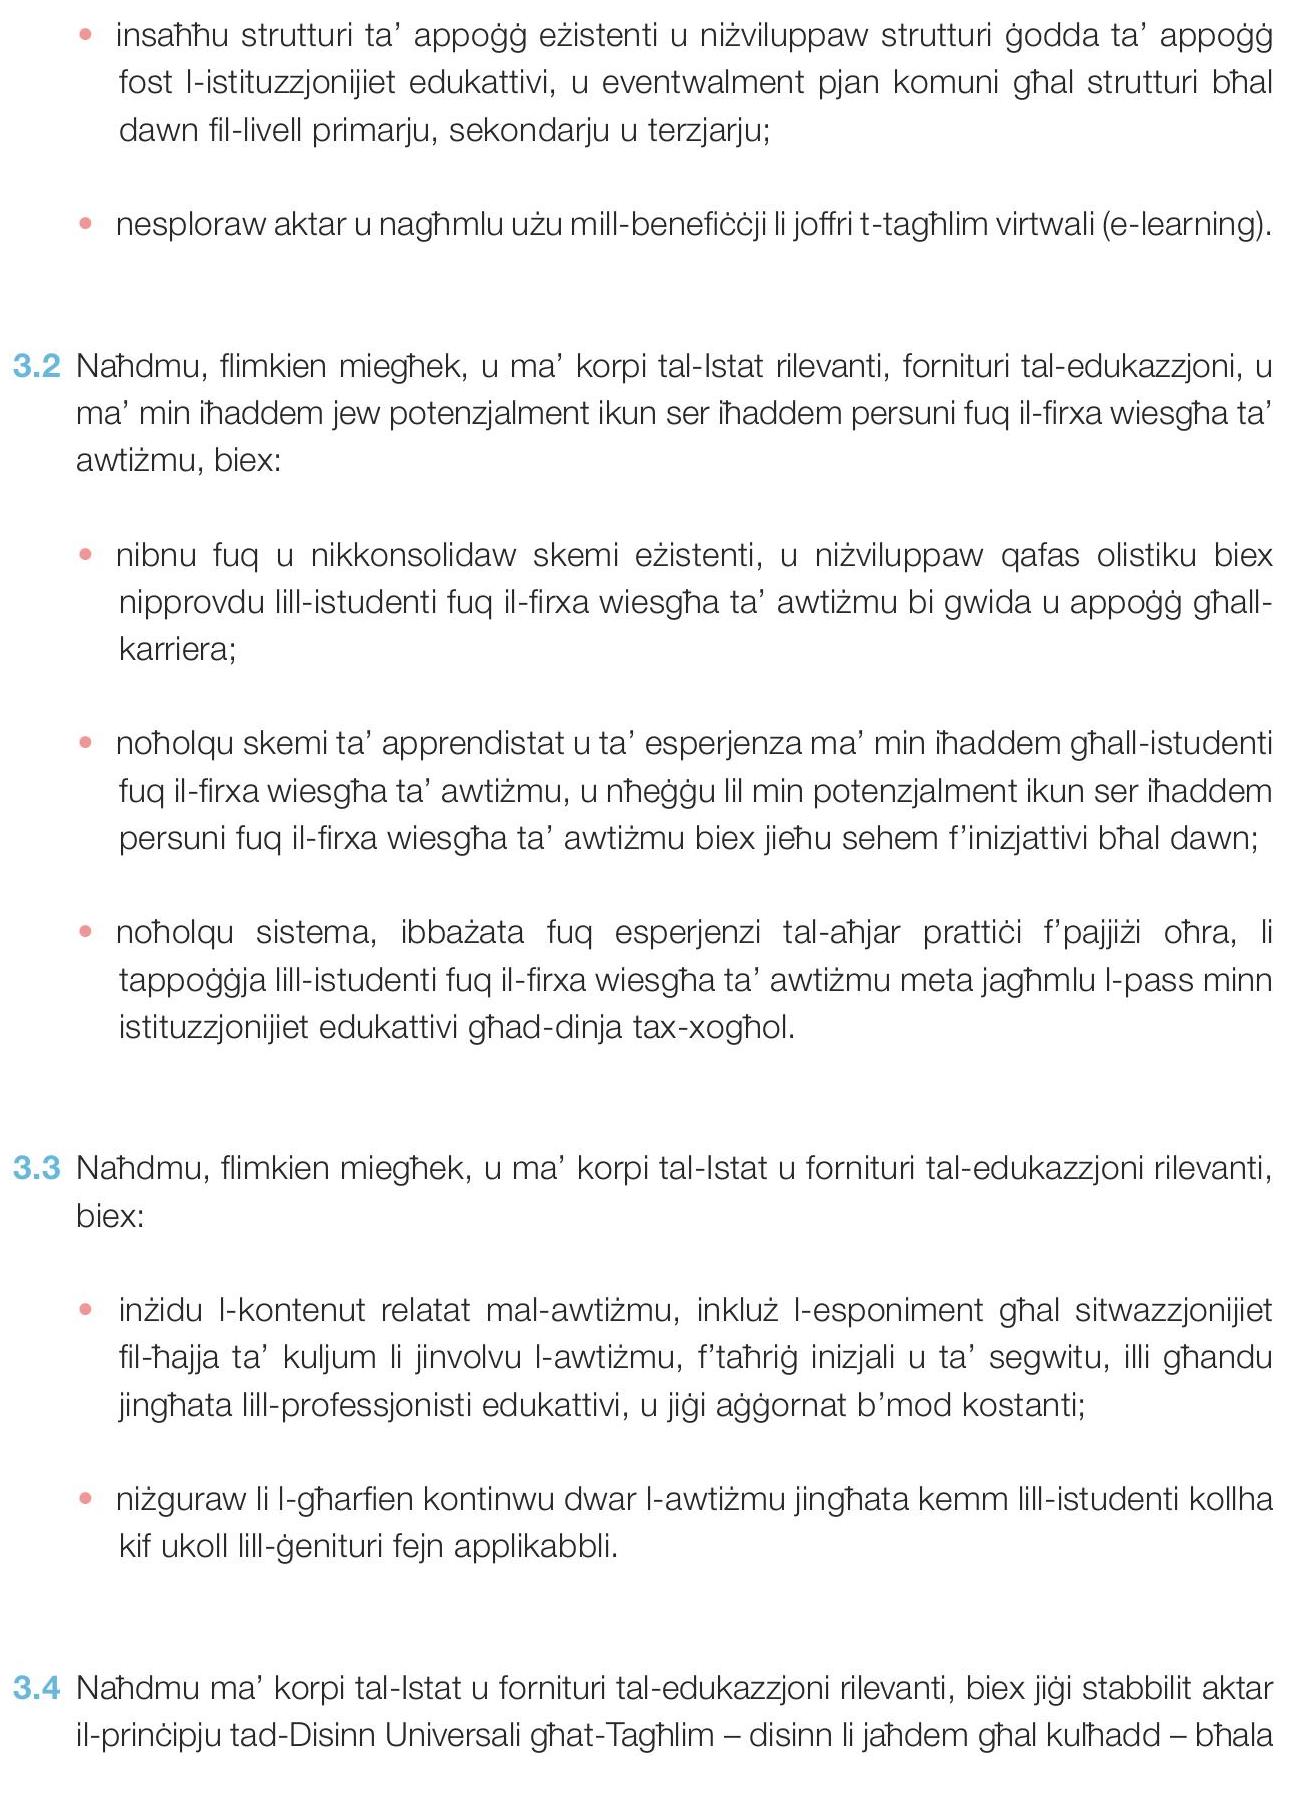 • insaħħu strutturi ta’ appoġġ eżistenti u niżviluppaw strutturi ġodda ta’ appoġġ
fost l-istituzzjonijiet edukattivi, u eventwalment pjan komuni għal strutturi bħal
dawn fil-livell primarju, sekondarju u terzjarju;
• nesploraw aktar u nagħmlu użu mill-benefiċċji li joffri t-tagħlim virtwali (e-learning).
3.2 Naħdmu, flimkien miegħek, u ma’ korpi tal-Istat rilevanti, fornituri tal-edukazzjoni, u
ma’ min iħaddem jew potenzjalment ikun ser iħaddem persuni fuq il-firxa wiesgħa ta’
awtiżmu, biex:
• nibnu fuq u nikkonsolidaw skemi eżistenti, u niżviluppaw qafas olistiku biex
nipprovdu lill-istudenti fuq il-firxa wiesgħa ta’ awtiżmu bi gwida u appoġġ għall-
karriera;
• noħolqu skemi ta’ apprendistat u ta’ esperjenza ma’ min iħaddem għall-istudenti
fuq il-firxa wiesgħa ta’ awtiżmu, u nħeġġu lil min potenzjalment ikun ser iħaddem
persuni fuq il-firxa wiesgħa ta’ awtiżmu biex jieħu sehem f’inizjattivi bħal dawn;
• noħolqu sistema, ibbażata fuq esperjenzi tal-aħjar prattiċi f’pajjiżi oħra, li
tappoġġja lill-istudenti fuq il-firxa wiesgħa ta’ awtiżmu meta jagħmlu l-pass minn
istituzzjonijiet edukattivi għad-dinja tax-xogħol.
3.3 Naħdmu, flimkien miegħek, u ma’ korpi tal-Istat u fornituri tal-edukazzjoni rilevanti,
biex:
• inżidu l-kontenut relatat mal-awtiżmu, inkluż l-esponiment għal sitwazzjonijiet
fil-ħajja ta’ kuljum li jinvolvu l-awtiżmu, f’taħriġ inizjali u ta’ segwitu, illi għandu
jingħata lill-professjonisti edukattivi, u jiġi aġġornat b’mod kostanti;
• niżguraw li l-għarfien kontinwu dwar l-awtiżmu jingħata kemm lill-istudenti kollha
kif ukoll lill-ġenituri fejn applikabbli.
3.4 Naħdmu ma’ korpi tal-Istat u fornituri tal-edukazzjoni rilevanti, biex jiġi stabbilit aktar
il-prinċipju tad-Disinn Universali għat-Tagħlim – disinn li jaħdem għal kulħadd – bħala